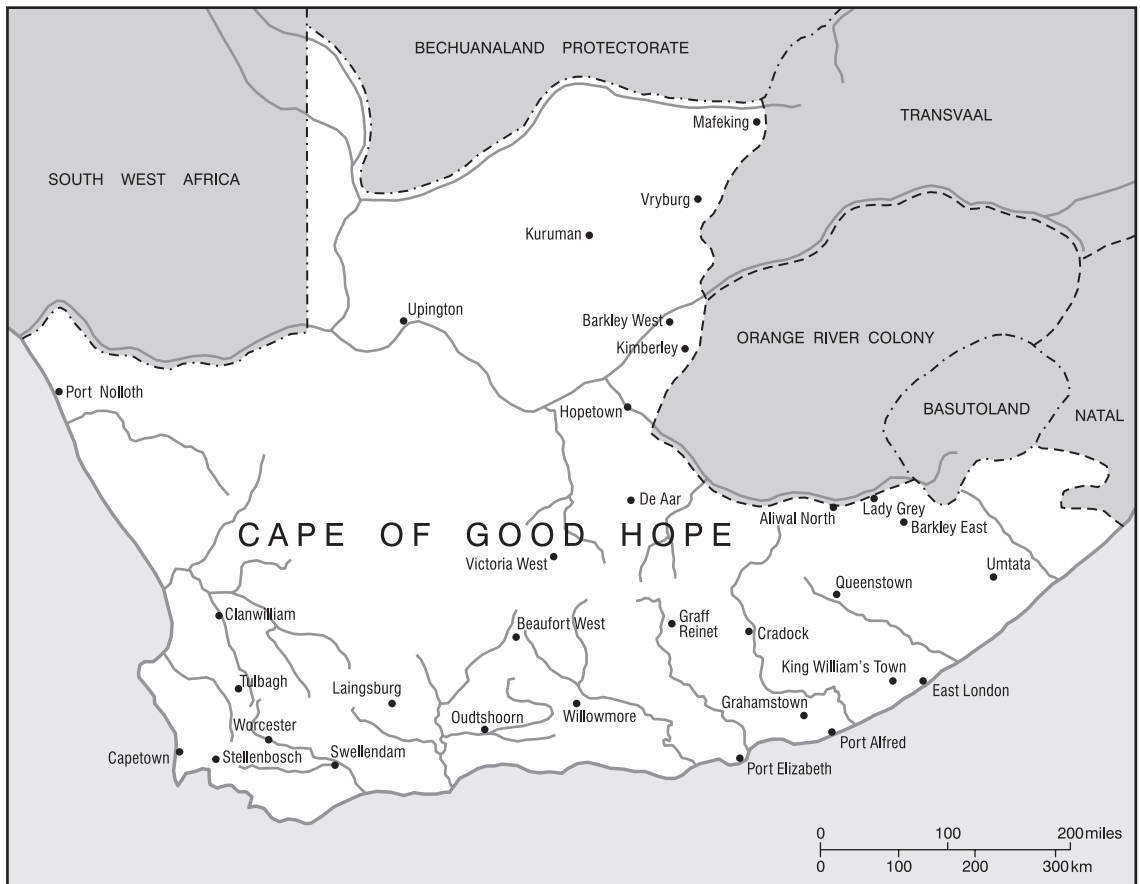 BECHUANALAND PROTECTORATE
TRANSVAAL
Mafeking
SOUTH WEST AFRICA
Vryburg
Kuruman
Upington
Barkley West
Kimberley
ORANGE RIVER COLONY
Port Nolloth
Hopetown
BASUTOLAND
NATAL
De Aar
Aliwal North
Lady Grey
Barkley East
CAPE OF GOOD HOPE
Victoria West
Umtata
Queenstown
Clanwilliam
Beaufort West
Graff
Reinet
Cradock
King William's Town
East London
Tulbagh
Laingsburg
Grahamstown
Oudtshoorn
Willowmore
Worcester
Port Alfred
Capetown
Stellenbosch
Swellendam
Port Elizabeth
0 100 200 miles
0 100 200 300 km